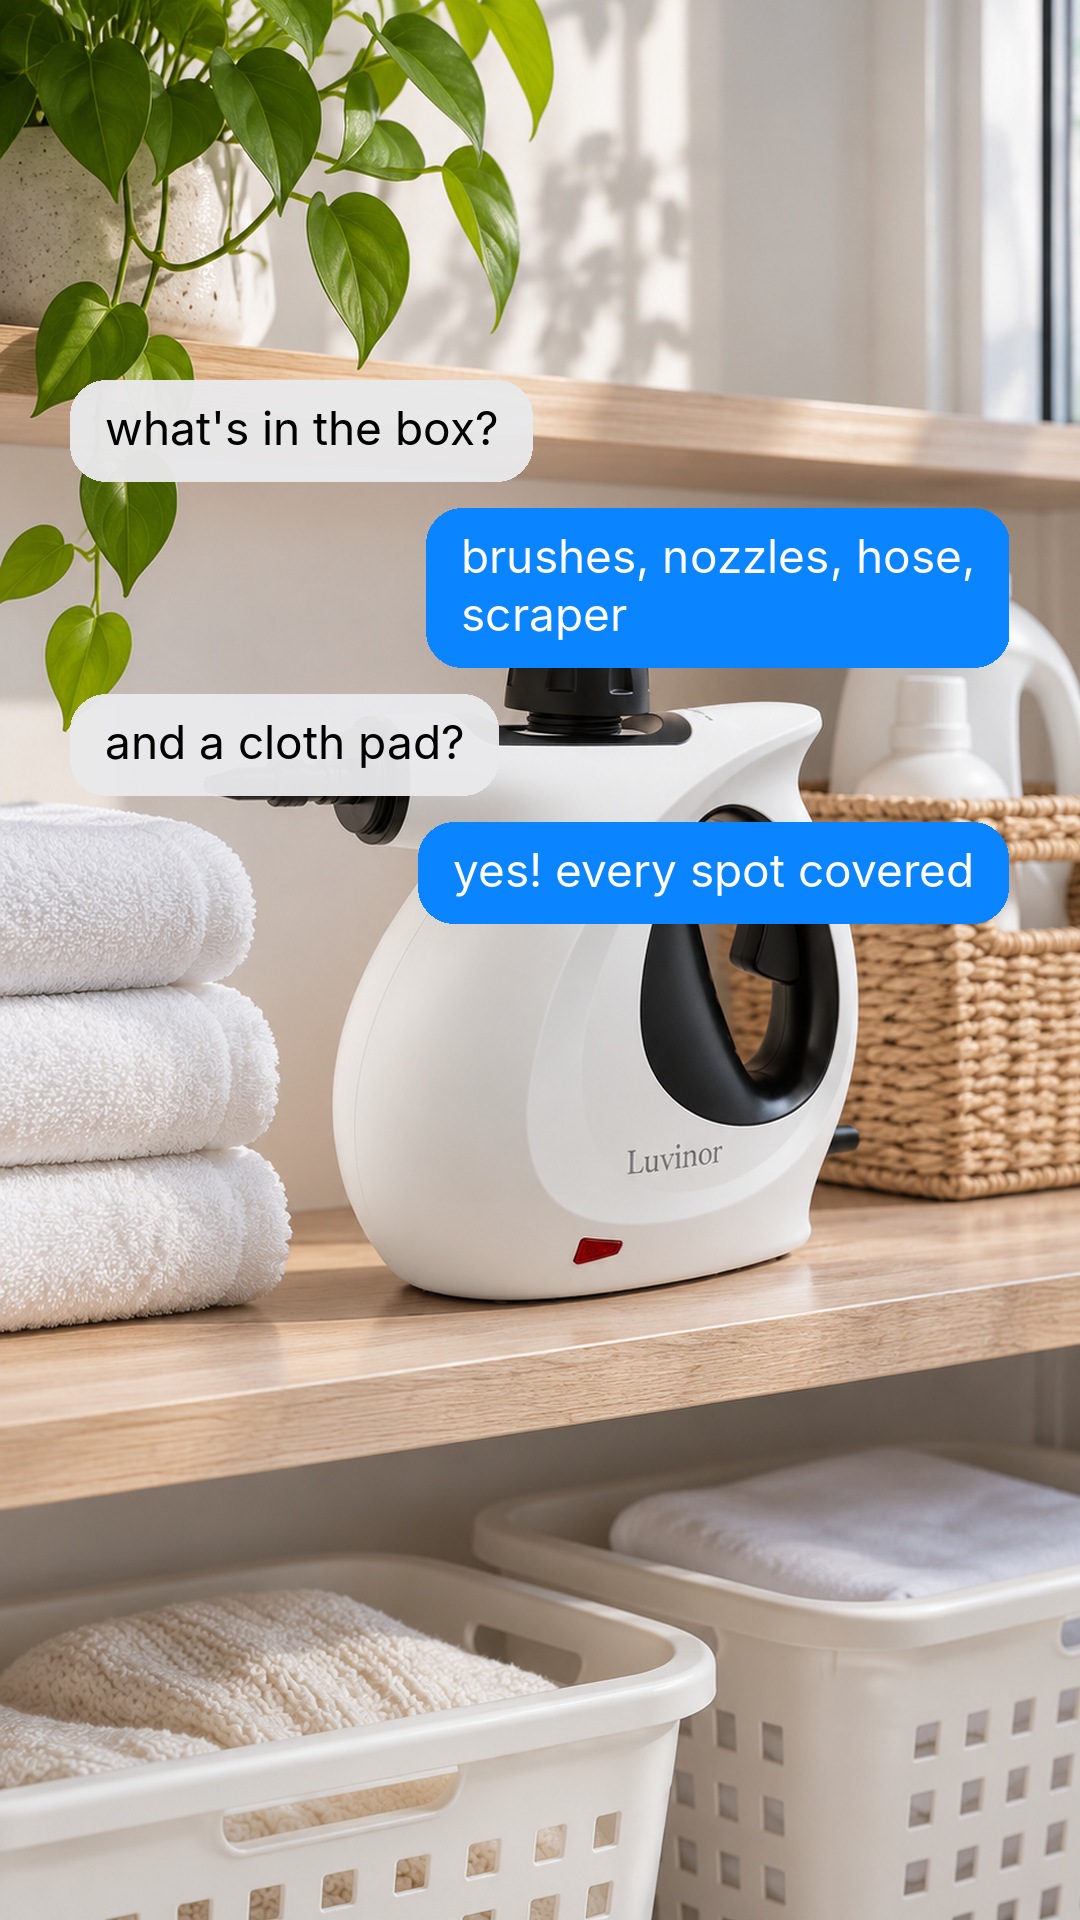 what's in the box?
brushes, nozzles, hose,
scraper
and a cloth pad?
yes! every spot covered
Luvinor